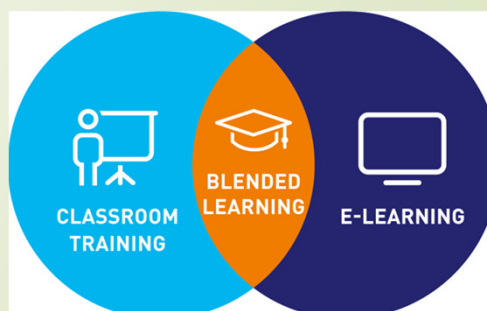 CLASSROOM
TRAINING
BLENDED
LEARNING
E-LEARNING